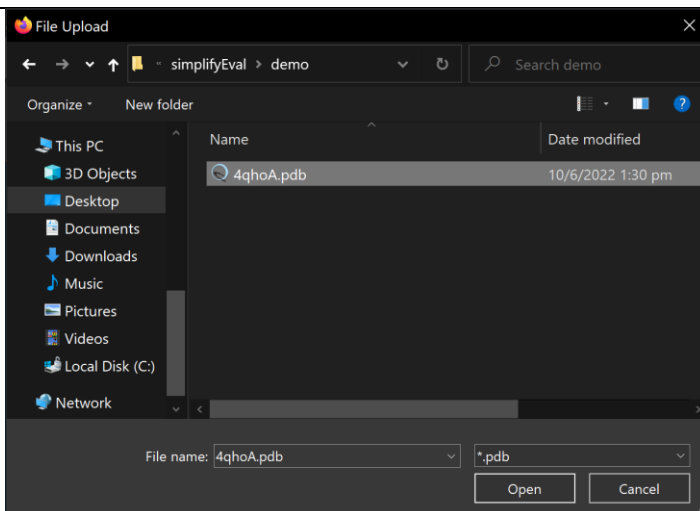 File Upload
« simplifyEval > demo
Search demo
Organize
New folder
Name
Date modified
This PC
3D Objects
Desktop
Documents
Downloads
Music
Pictures
Videos
Local Disk (C:)
Network
4qhoA.pdb
10/6/2022 1:30 pm
File name: 4qhoA.pdb
*.pdb
Open
Cancel